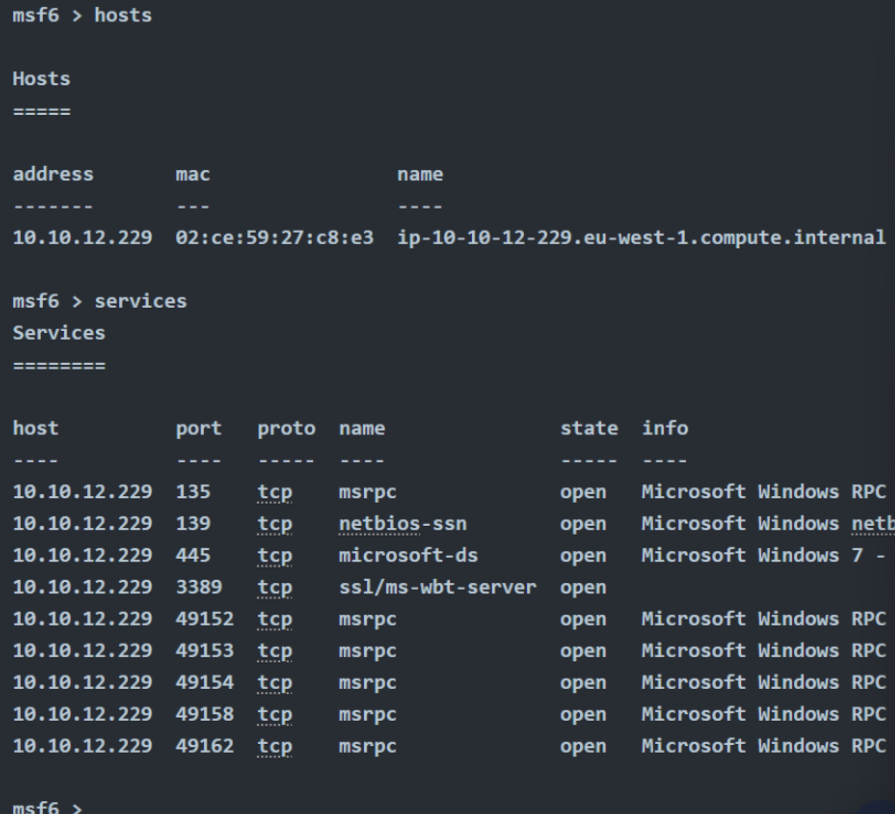 msf6 > hosts
Hosts
=====
address mac name
------- --- ----
10.10.12.229 02:ce:59:27:c8:e3 ip-10-10-12-229.eu-west-1.compute.internal
msf6 > services
Services
========
host port proto name state info
---- ---- ----- ---- ----- ----
10.10.12.229 135 tcp msrpc open Microsoft Windows RPC
10.10.12.229 139 tcp netbios-ssn open Microsoft Windows netb
10.10.12.229 445 tcp microsoft-ds open Microsoft Windows 7 -
10.10.12.229 3389 tcp ssl/ms-wbt-server open
10.10.12.229 49152 tcp msrpc open Microsoft Windows RPC
10.10.12.229 49153 tcp msrpc open Microsoft Windows RPC
10.10.12.229 49154 tcp msrpc open Microsoft Windows RPC
10.10.12.229 49158 tcp msrpc open Microsoft Windows RPC
10.10.12.229 49162 tcp msrpc open Microsoft Windows RPC
msf6 >